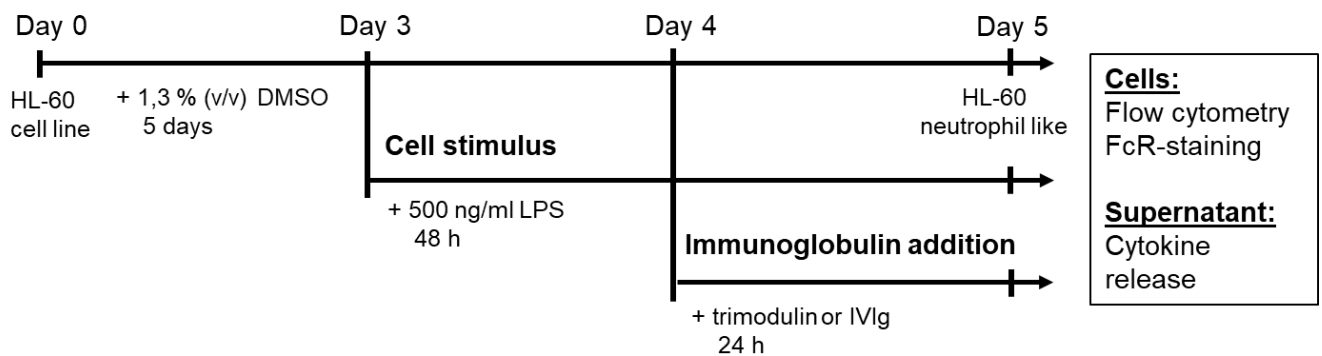 Day 0
Day 3
Day 4
Day 5
HL-60
cell line
+ 1,3 % (v/v) DMSO
5 days
HL-60
neutrophil like
Cell stimulus
+ 500 ng/ml LPS
48 h
Immunoglobulin addition
+ trimodulin or IVIg
24 h
Cells:
Flow cytometry
FcR-staining
Supernatant:
Cytokine
release